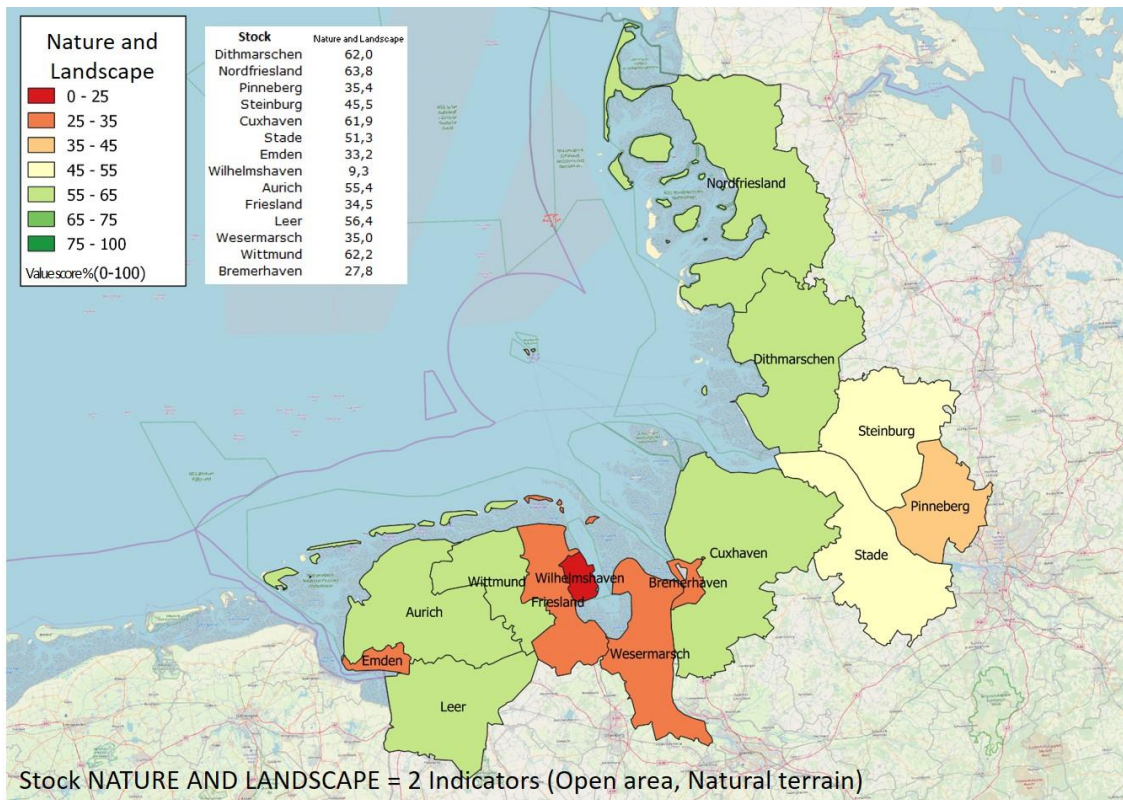 Nature and
Landscape
0 - 25
25 - 35
35 - 45
45 - 55
55 - 65
65 - 75
75 - 100
Value score % (0-100)
Stock Nature and Landscape
Dithmarschen 62,0
Nordfriesland 63,8
Pinneberg 35,4
Steinburg 45,5
Cuxhaven 61,9
Stade 51,3
Emden 33,2
Wilhelmshaven 9,3
Aurich 55,4
Friesland 34,5
Leer 56,4
Wesermarsch 35,0
Wittmund 62,2
Bremerhaven 27,8
Nordfriesland
Dithmarschen
Steinburg
Pinneberg
Stade
Cuxhaven
Bremerhaven
Wilhelmshaven
Wittmund
Friesland
Aurich
Wesermarsch
Emden
Leer
Stock NATURE AND LANDSCAPE = 2 Indicators (Open area, Natural terrain)